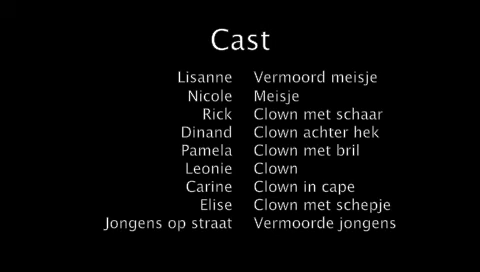 Cast
Lisanne Vermoord meisje
Nicole Meisje
Rick Clown met schaar
Dinand Clown achter hek
Pamela Clown met bril
Leonie Clown
Carine Clown in cape
Elise Clown met schepje
Jongens op straat Vermoorde jongens